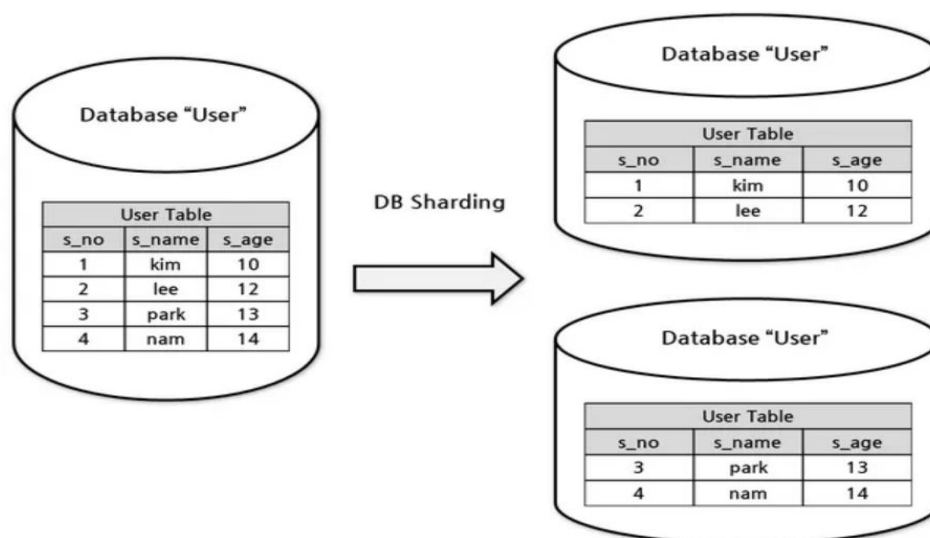 Database “User”
User Table
s_no s_name s_age
1 kim 10
2 lee 12
3 park 13
4 nam 14
DB Sharding
Database “User”
User Table
s_no s_name s_age
1 kim 10
2 lee 12
Database “User”
User Table
s_no s_name s_age
3 park 13
4 nam 14